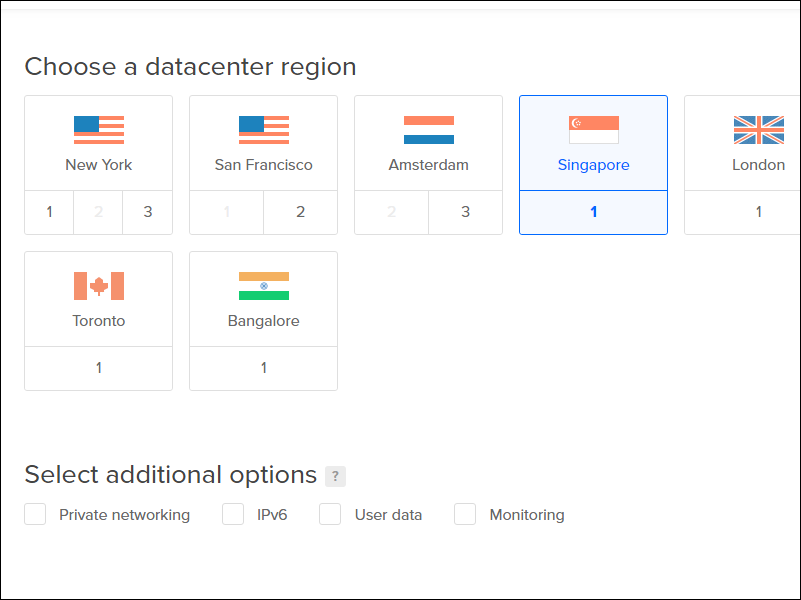 Choose a datacenter region
New York San Francisco Amsterdam Singapore London
1 2 3 1 2 2 3 1 1
Toronto Bangalore
1 1
Select additional options ?
Private networking IPv6 User data Monitoring